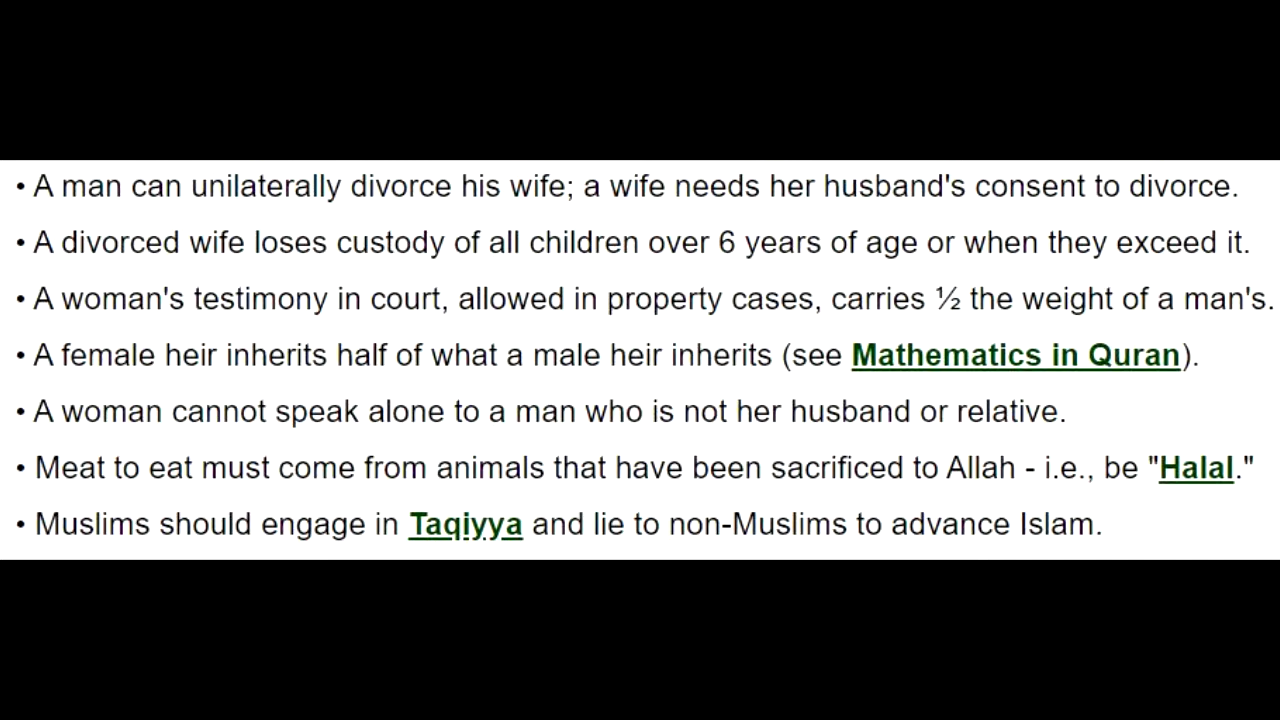 • A man can unilaterally divorce his wife; a wife needs her husband's consent to divorce.
• A divorced wife loses custody of all children over 6 years of age or when they exceed it.
• A woman's testimony in court, allowed in property cases, carries ½ the weight of a man's.
• A female heir inherits half of what a male heir inherits (see Mathematics in Quran).
• A woman cannot speak alone to a man who is not her husband or relative.
• Meat to eat must come from animals that have been sacrificed to Allah - i.e., be "Halal."
• Muslims should engage in Taqiyya and lie to non-Muslims to advance Islam.